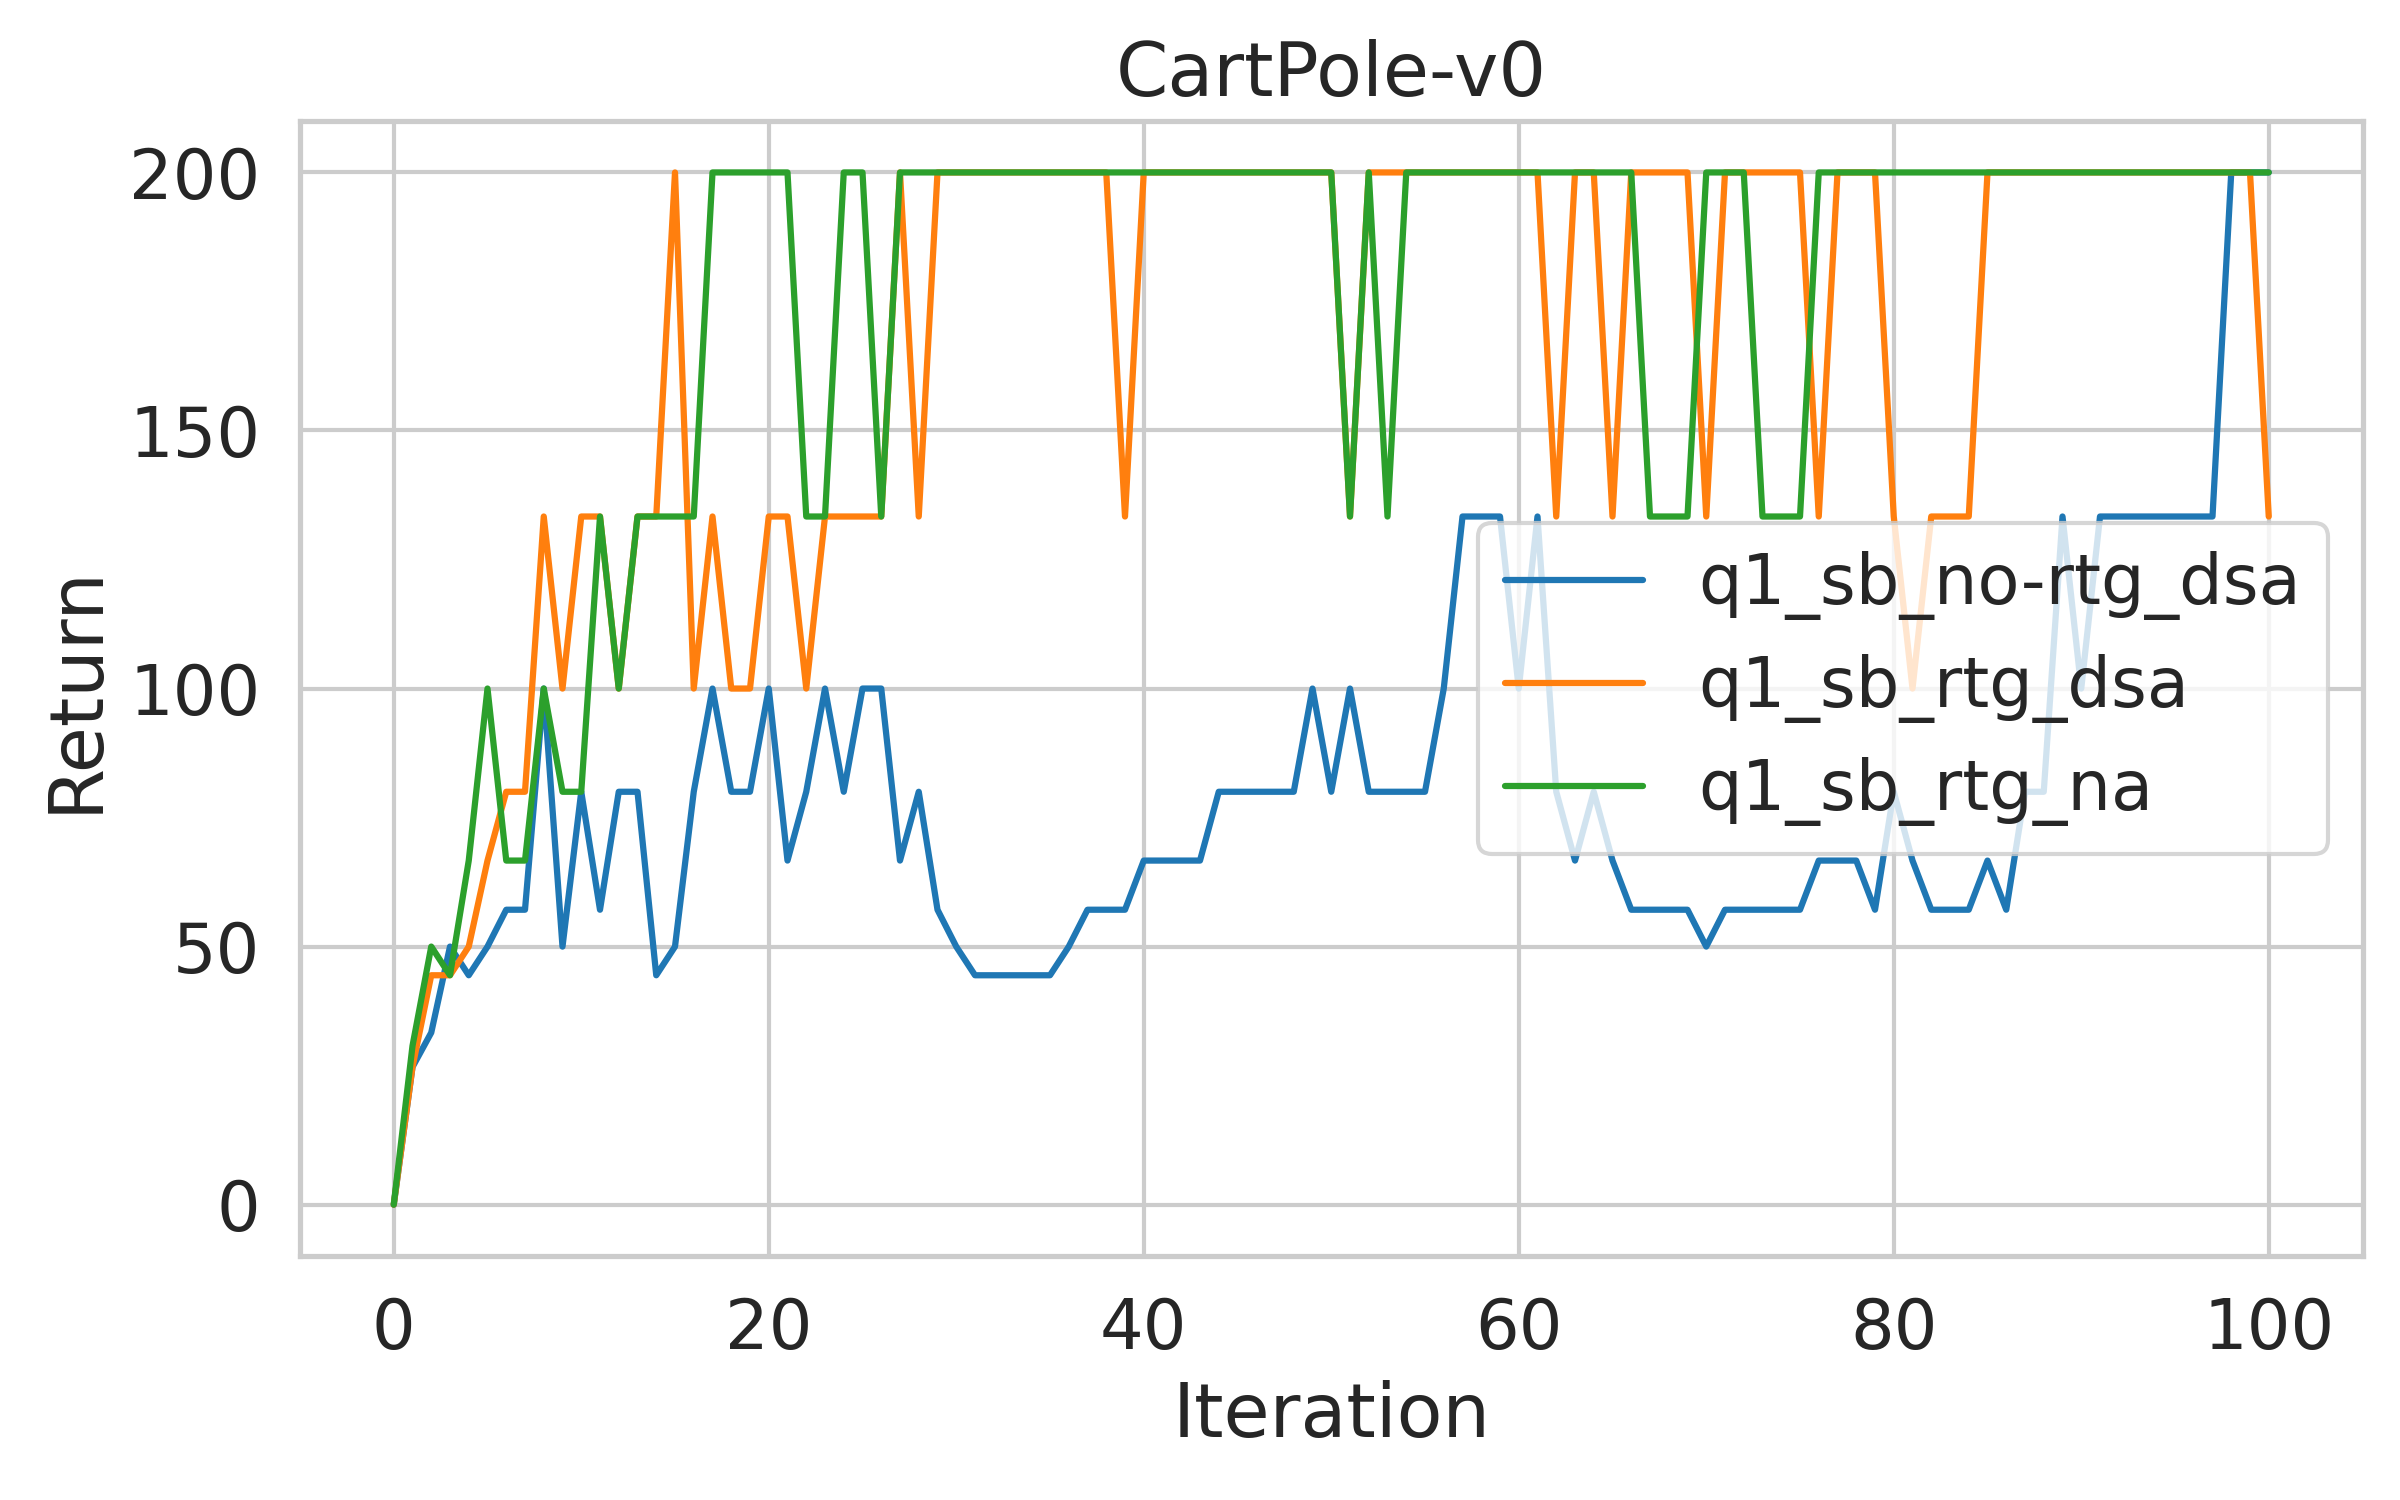 CartPole-v0
200
150
100
50
0
Return
0 20 40 60 80 100
Iteration
q1_sb_no-rtg_dsa
q1_sb_rtg_dsa
q1_sb_rtg_na